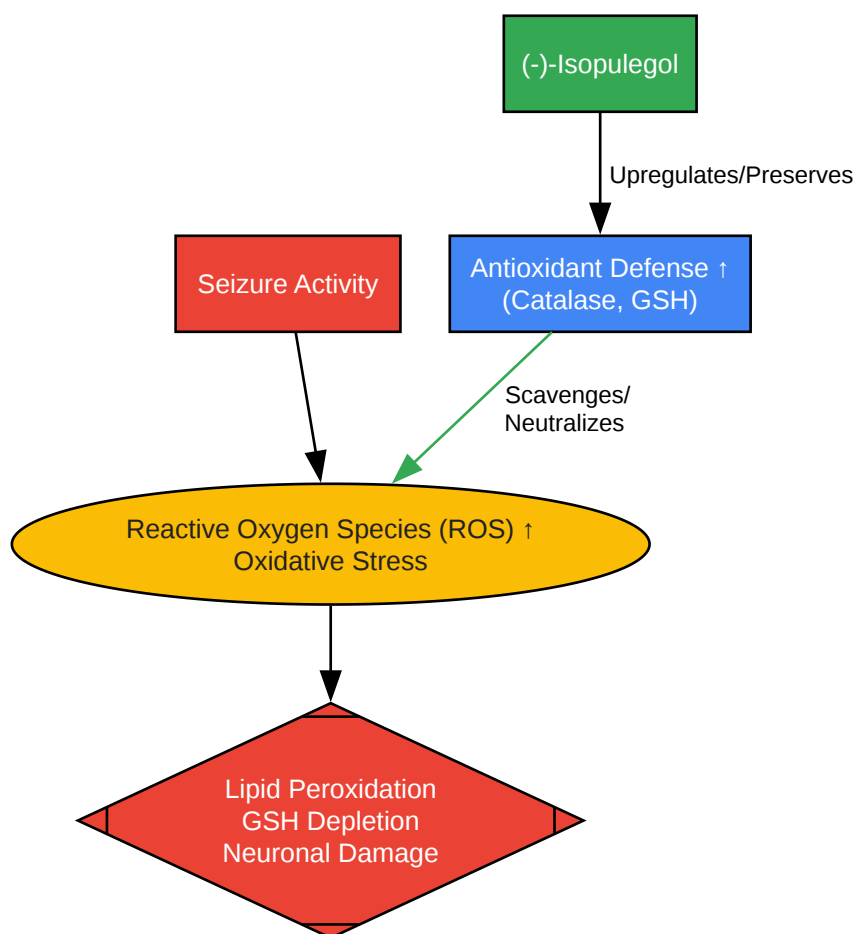 (-)-Isopulegol
Upregulates/Preserves
Seizure Activity
Antioxidant Defense ↑
(Catalase, GSH)
Scavenges/
Neutralizes
Reactive Oxygen Species (ROS) ↑
Oxidative Stress
Lipid Peroxidation
GSH Depletion
Neuronal Damage